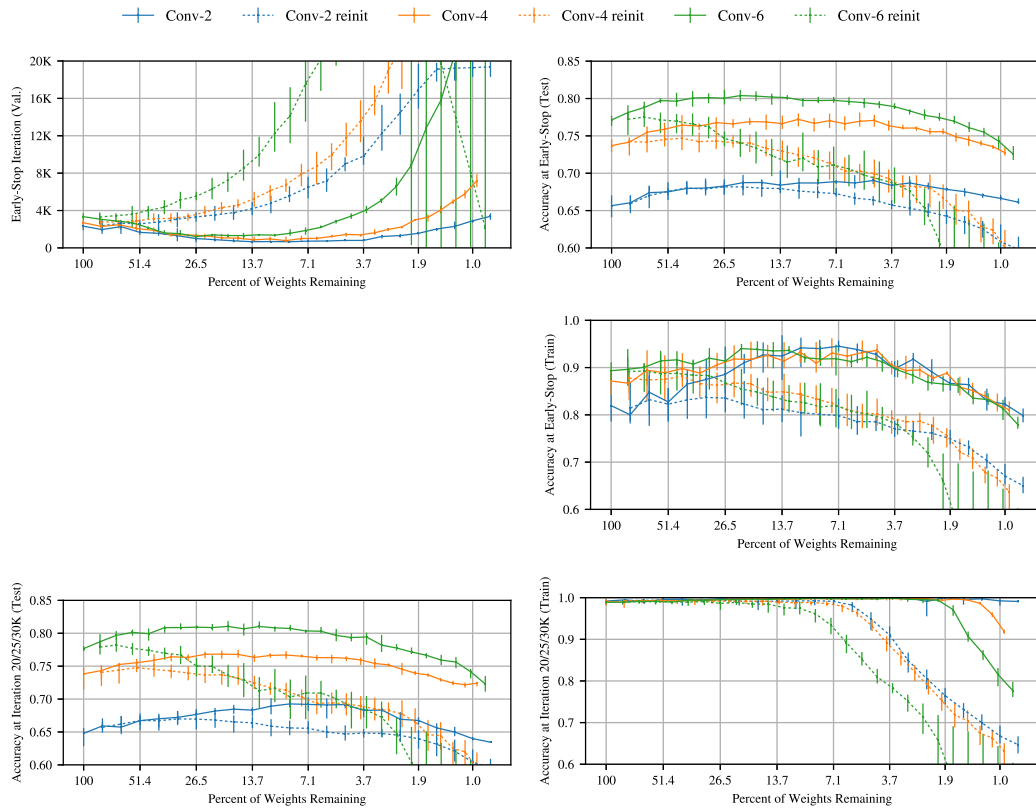 Conv-2 Conv-2 reinit Conv-4 Conv-4 reinit Conv-6 Conv-6 reinit
Early-Stop Iteration (Val.)
20K
16K
12K
8K
4K
0
100 51.4 26.5 13.7 7.1 3.7 1.9 1.0
Percent of Weights Remaining
Accuracy at Early-Stop (Test)
0.85
0.80
0.75
0.70
0.65
0.60
100 51.4 26.5 13.7 7.1 3.7 1.9 1.0
Percent of Weights Remaining
Accuracy at Early-Stop (Train)
1.0
0.9
0.8
0.7
0.6
100 51.4 26.5 13.7 7.1 3.7 1.9 1.0
Percent of Weights Remaining
Accuracy at Iteration 20/25/30K (Test)
0.85
0.80
0.75
0.70
0.65
0.60
100 51.4 26.5 13.7 7.1 3.7 1.9 1.0
Percent of Weights Remaining
Accuracy at Iteration 20/25/30K (Train)
1.0
0.9
0.8
0.7
0.6
100 51.4 26.5 13.7 7.1 3.7 1.9 1.0
Percent of Weights Remaining